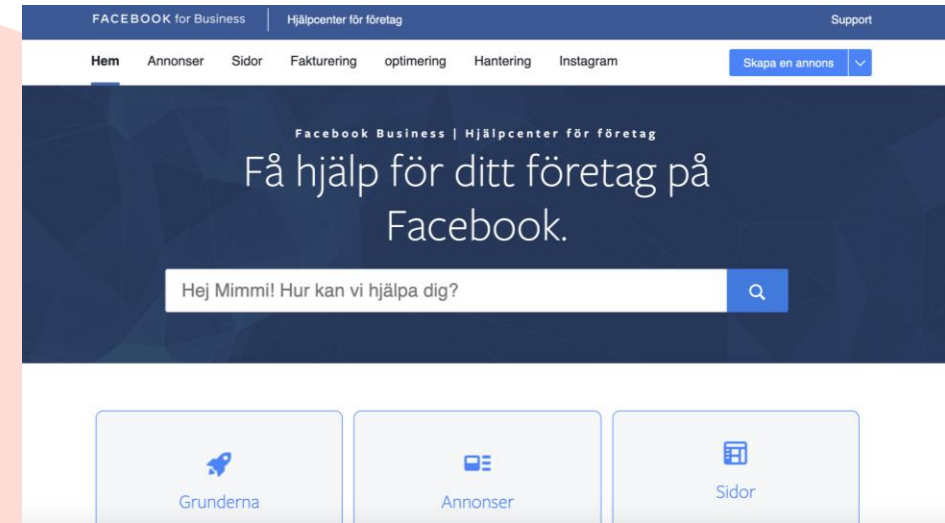 FACEBOOK for Business Hjälpcenter för företag Support
Hem Annonser Sidor Fakturering optimering Hantering Instagram Skapa en annons
Facebook Business | Hjälpcenter för företag
Få hjälp för ditt företag på
Facebook.
Hej Mimmi! Hur kan vi hjälpa dig?
Grunderna Annonser Sidor